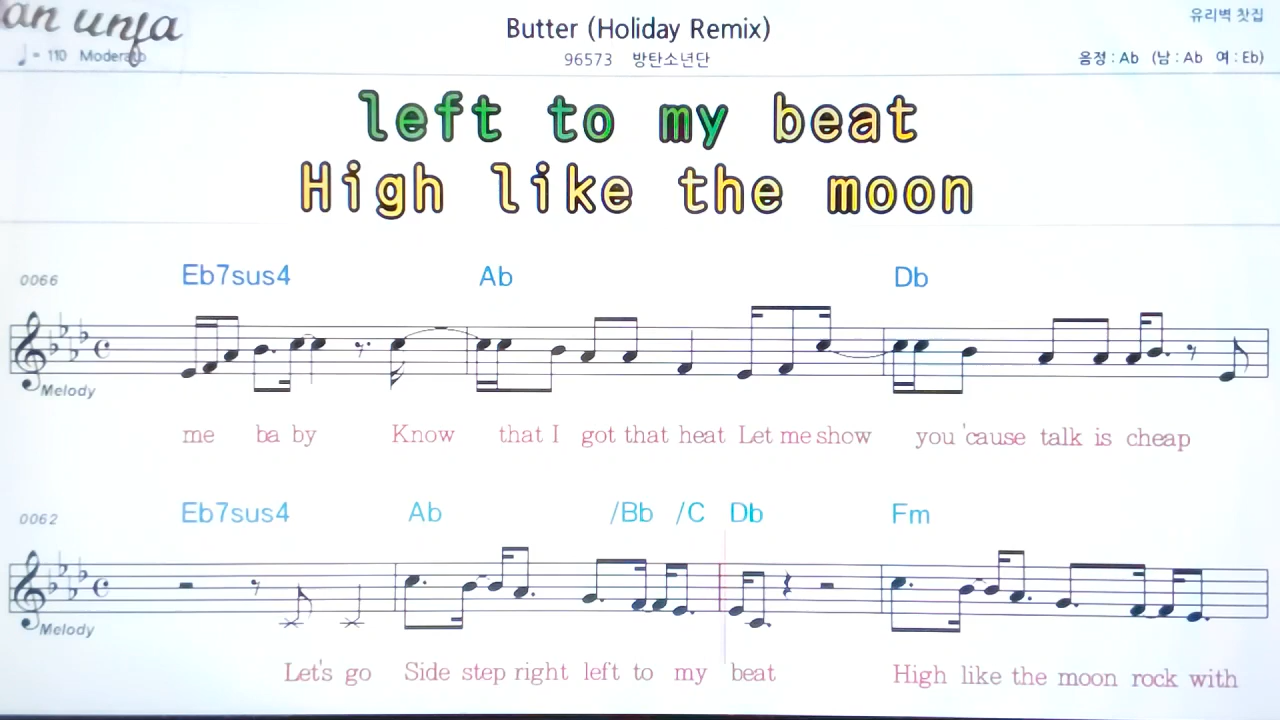 an unfa
유리벽 찻집
Butter (Holiday Remix)
♩ = 110 Moderato
96573 방탄소년단
음정 : Ab (남 : Ab 여 : Eb)
left to my beat
High like the moon
0066
Eb7sus4 Ab Db
Melody
me ba by Know that I got that heat Let me show you 'cause talk is cheap
0062
Eb7sus4 Ab /Bb /C Db Fm
Melody
Let's go Side step right left to my beat High like the moon rock with